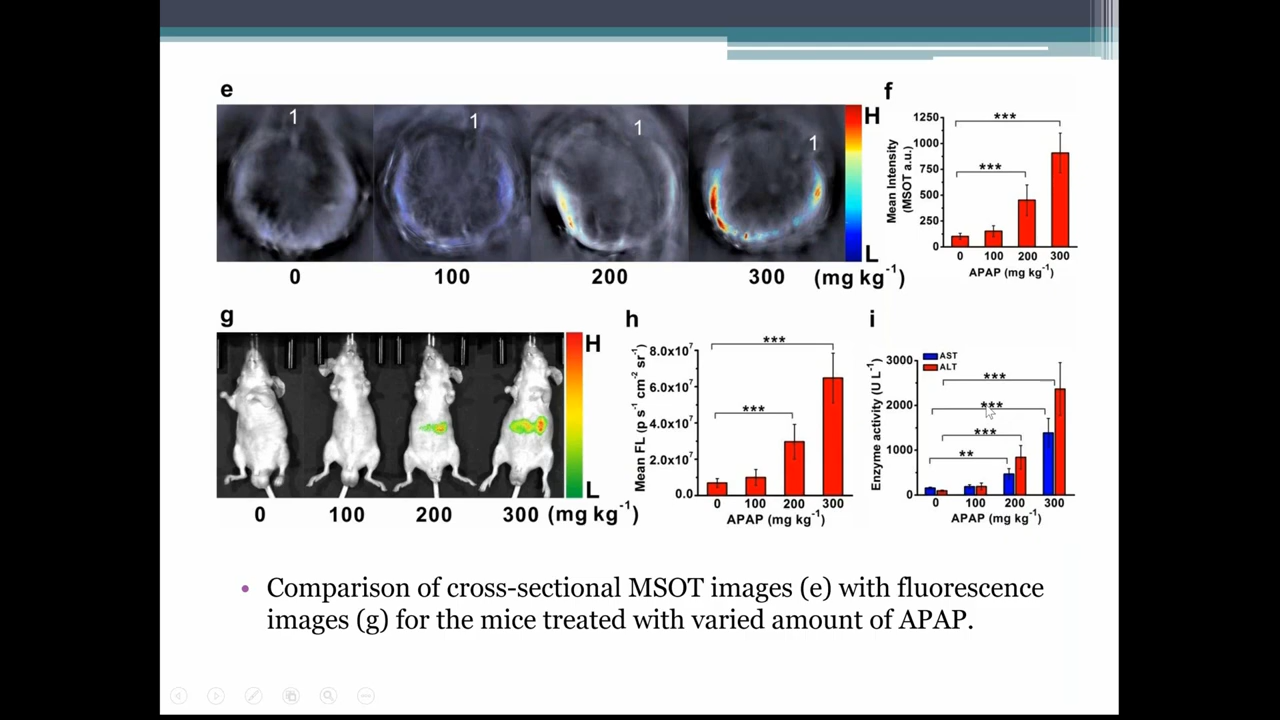 e
1 1 1 1
H
L
0 100 200 300 (mg kg-1)
f
Mean Intensity
(MSOT a.u.)
1250
1000
750
500
250
0
***
***
0 100 200 300
APAP (mg kg-1)
g
H
L
0 100 200 300 (mg kg-1)
h
Mean FL (p s-1 cm-2 sr-1)
8.0x107
6.0x107
4.0x107
2.0x107
0.0
***
***
0 100 200 300
APAP (mg kg-1)
i
Enzyme activity (U L-1)
3000
2000
1000
0
AST
ALT
***
***
***
**
0 100 200 300
APAP (mg kg-1)
• Comparison of cross-sectional MSOT images (e) with fluorescence
images (g) for the mice treated with varied amount of APAP.